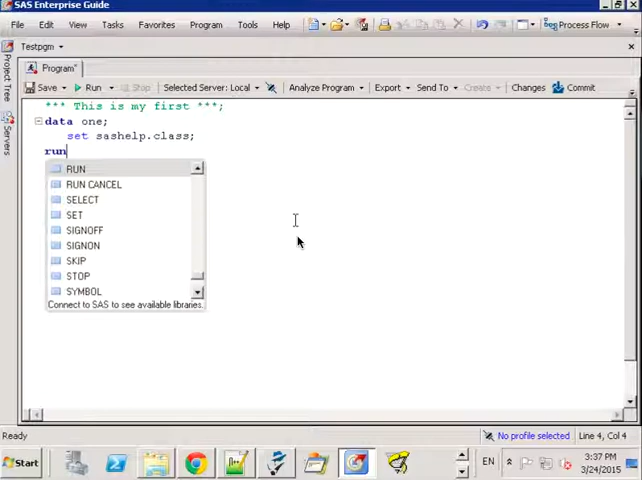 SAS Enterprise Guide
File Edit View Tasks Favorites Program Tools Help Process Flow
Testpgm
Program*
Save Run Stop Selected Server: Local Analyze Program Export Send To Changes Commit
Project Tree
Servers
*** This is my first ***;
data one;
set sashelp.class;
run
RUN
RUN CANCEL
SELECT
SET
SIGNOFF
SIGNON
SKIP
STOP
SYMBOL
Connect to SAS to see available libraries.
Ready No profile selected Line 4, Col 4
Start EN 3:37 PM
3/24/2015